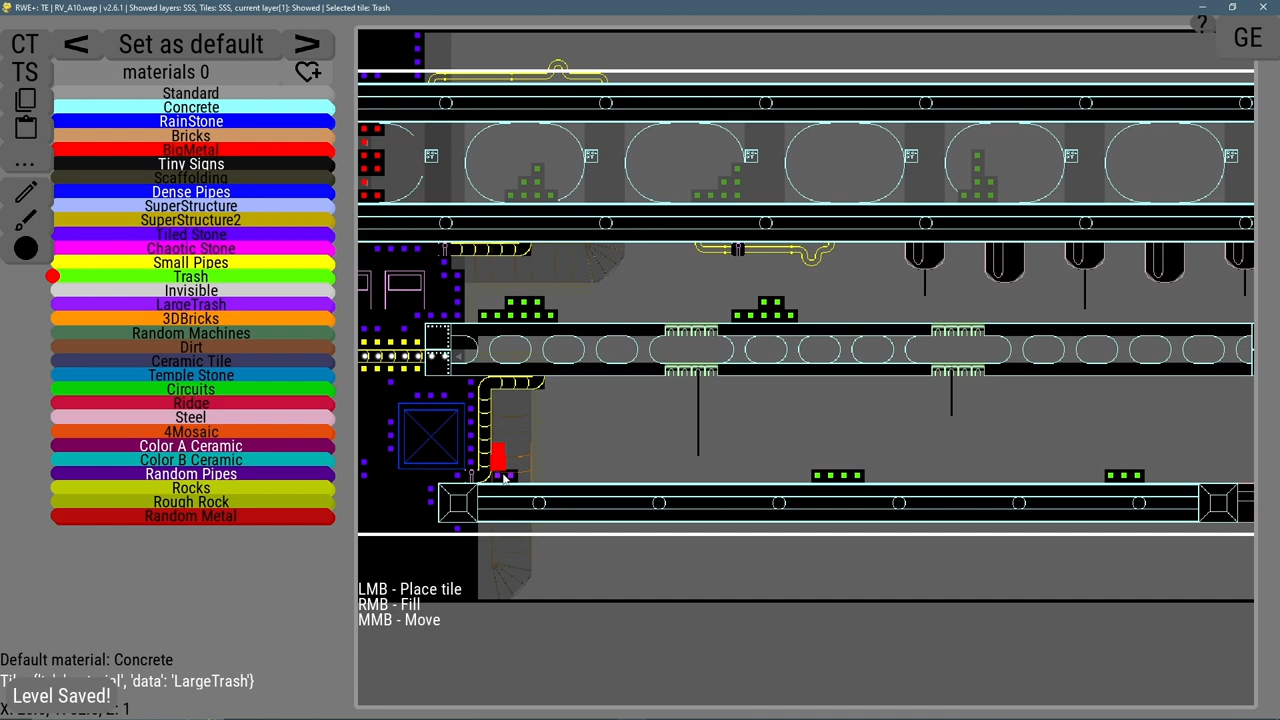 RWE+: TE | RV_A10.wep | v2.6.1 | Showed layers: SSS, Tiles: SSS, current layer[1]: Showed | Selected tile: Trash
?
CT < Set as default > GE
TS materials 0
Standard
Concrete
RainStone
Bricks
BigMetal
Tiny Signs
Scaffolding
Dense Pipes
SuperStructure
SuperStructure2
Tiled Stone
Chaotic Stone
Small Pipes
Trash
Invisible
LargeTrash
3DBricks
Random Machines
Dirt
Ceramic Tile
Temple Stone
Circuits
Ridge
Steel
4Mosaic
Color A Ceramic
Color B Ceramic
Random Pipes
Rocks
Rough Rock
Random Metal
LMB - Place tile
RMB - Fill
MMB - Move
Default material: Concrete
'data': 'LargeTrash'}
Level Saved!